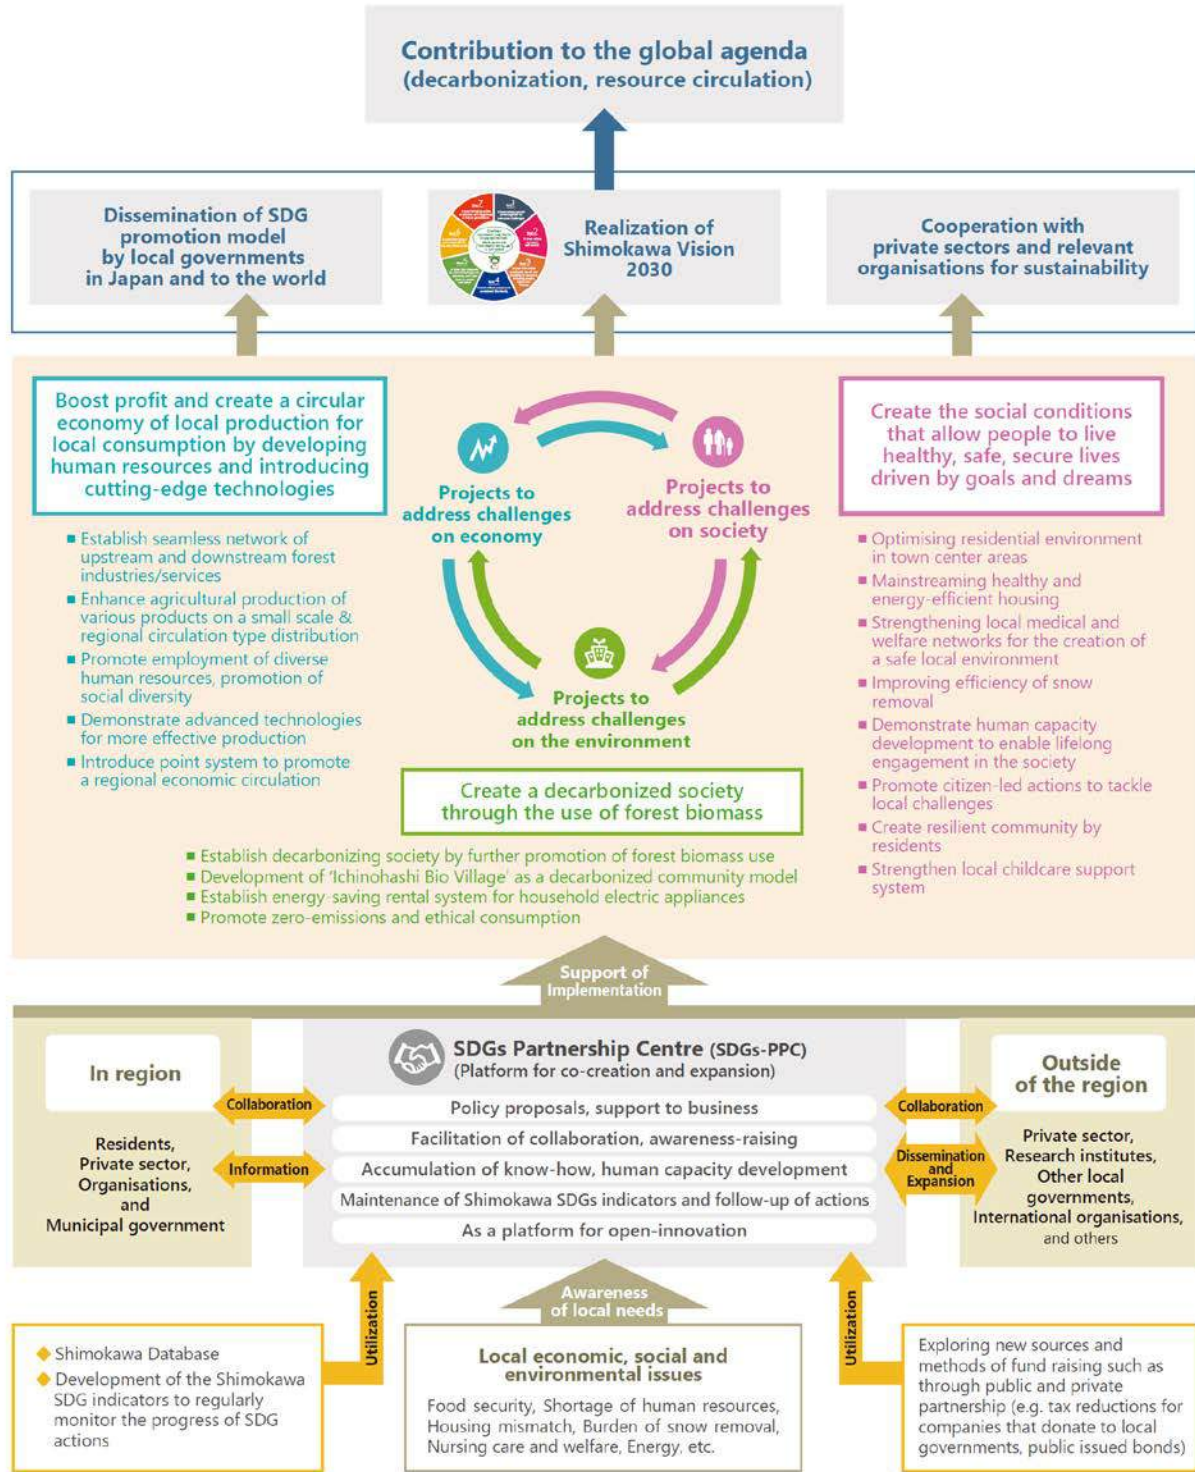 Contribution to the global agenda
(decarbonization, resource circulation)
Dissemination of SDG
promotion model
by local governments
in Japan and to the world
Realization of
Shimokawa Vision
2030
Cooperation with
private sectors and relevant
organisations for sustainability
Boost profit and create a circular
economy of local production for
local consumption by developing
human resources and introducing
cutting-edge technologies
■ Establish seamless network of
upstream and downstream forest
industries/services
■ Enhance agricultural production of
various products on a small scale &
regional circulation type distribution
■ Promote employment of diverse
human resources, promotion of
social diversity
■ Demonstrate advanced technologies
for more effective production
■ Introduce point system to promote
a regional economic circulation
Projects to
address challenges
on economy
Projects to
address challenges
on society
Projects to
address challenges
on the environment
Create the social conditions
that allow people to live
healthy, safe, secure lives
driven by goals and dreams
■ Optimising residential environment
in town center areas
■ Mainstreaming healthy and
energy-efficient housing
■ Strengthening local medical and
welfare networks for the creation of
a safe local environment
■ Improving efficiency of snow
removal
■ Demonstrate human capacity
development to enable lifelong
engagement in the society
■ Promote citizen-led actions to tackle
local challenges
■ Create resilient community by
residents
■ Strengthen local childcare support
system
Create a decarbonized society
through the use of forest biomass
■ Establish decarbonizing society by further promotion of forest biomass use
■ Development of 'Ichinohashi Bio Village' as a decarbonized community model
■ Establish energy-saving rental system for household electric appliances
■ Promote zero-emissions and ethical consumption
Support of
Implementation
In region
Residents,
Private sector,
Organisations,
and
Municipal government
Collaboration
Information
SDGs Partnership Centre (SDGs-PPC)
(Platform for co-creation and expansion)
Policy proposals, support to business
Facilitation of collaboration, awareness-raising
Accumulation of know-how, human capacity development
Maintenance of Shimokawa SDGs indicators and follow-up of actions
As a platform for open-innovation
Collaboration
Dissemination
and
Expansion
Outside
of the region
Private sector,
Research institutes,
Other local
governments,
International organisations,
and others
Utilization
Awareness
of local needs
Utilization
◆ Shimokawa Database
◆ Development of the Shimokawa
SDG indicators to regularly
monitor the progress of SDG
actions
Local economic, social and
environmental issues
Food security, Shortage of human resources,
Housing mismatch, Burden of snow removal,
Nursing care and welfare, Energy, etc.
Exploring new sources and
methods of fund raising such as
through public and private
partnership (e.g. tax reductions for
companies that donate to local
governments, public issued bonds)